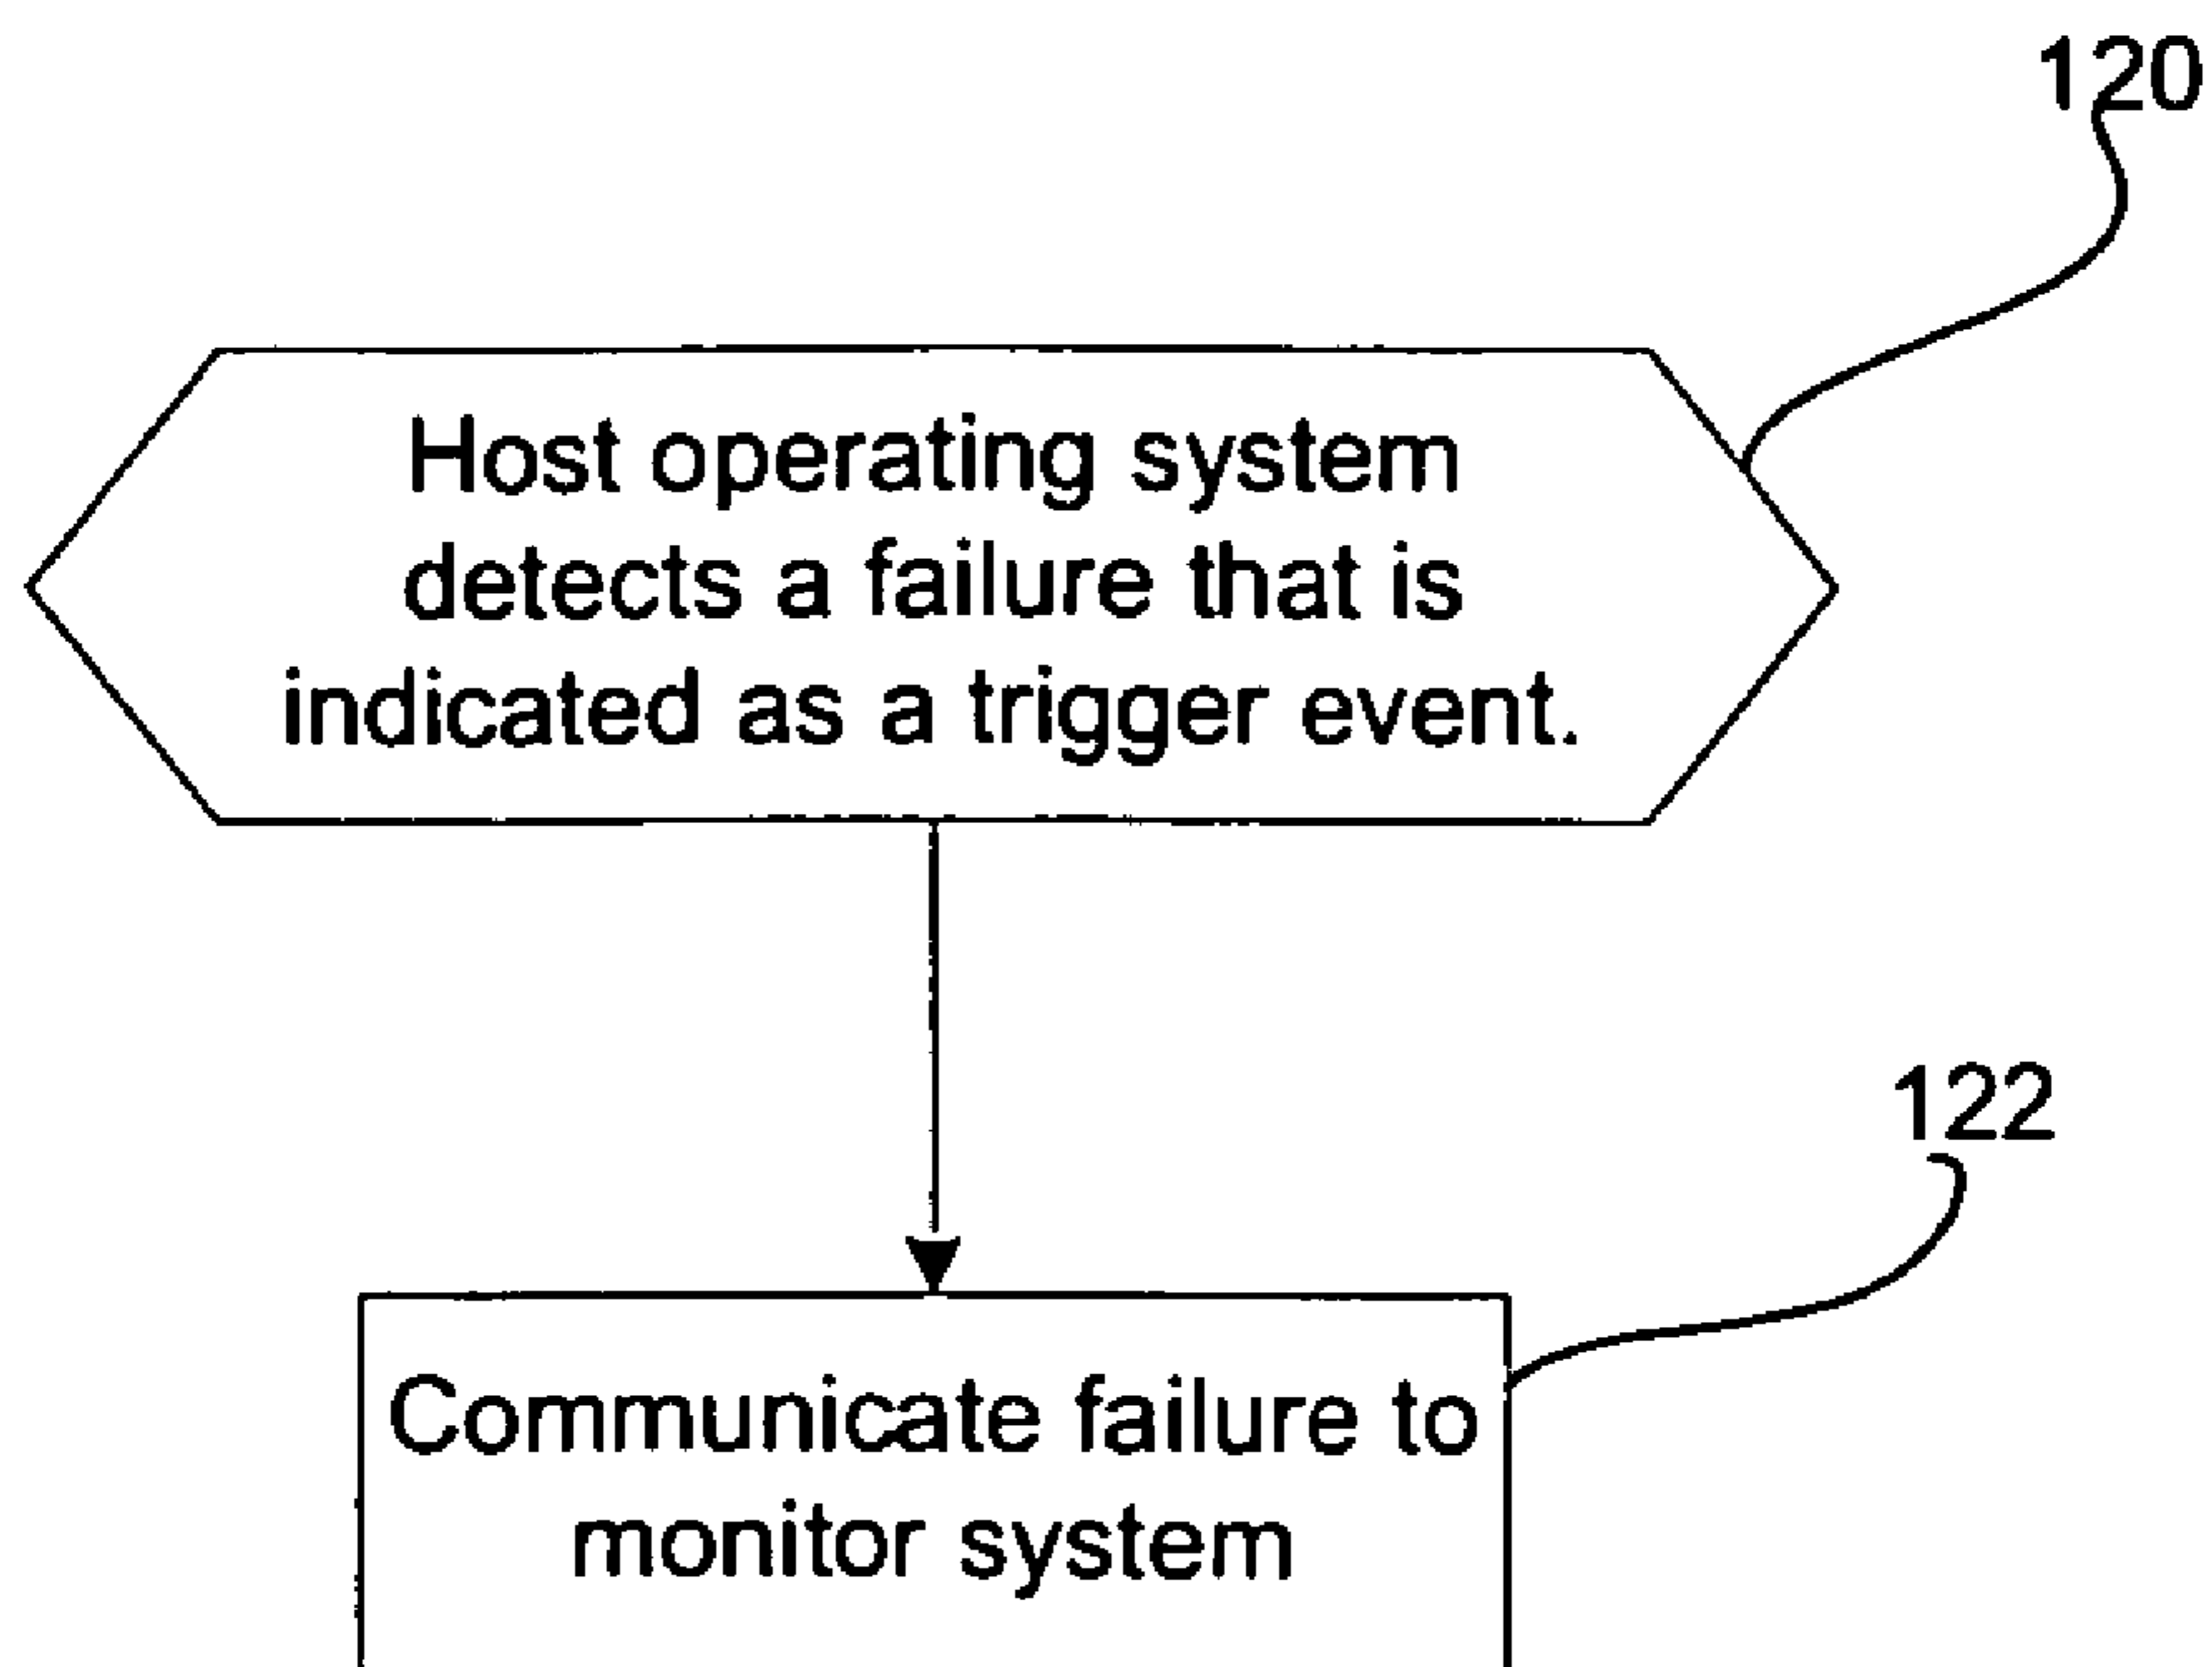 120
Host operating system
detects a failure that is
indicated as a trigger event.
122
Communicate failure to
monitor system